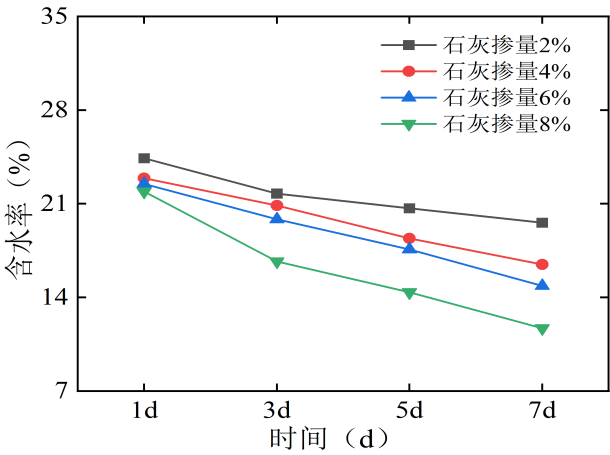 35
28
21
14
7
含水率（%）
石灰掺量2%
石灰掺量4%
石灰掺量6%
石灰掺量8%
1d 3d 5d 7d
时间（d）